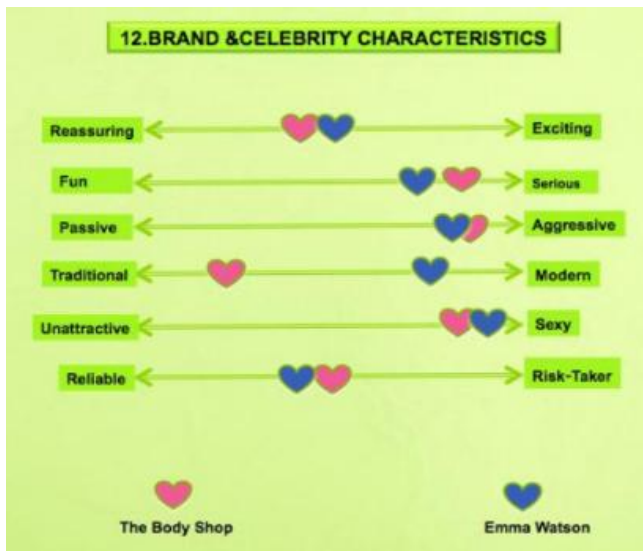 12.BRAND &CELEBRITY CHARACTERISTICS
Reassuring Exciting
Fun Serious
Passive Aggressive
Traditional Modern
Unattractive Sexy
Reliable Risk-Taker
The Body Shop Emma Watson